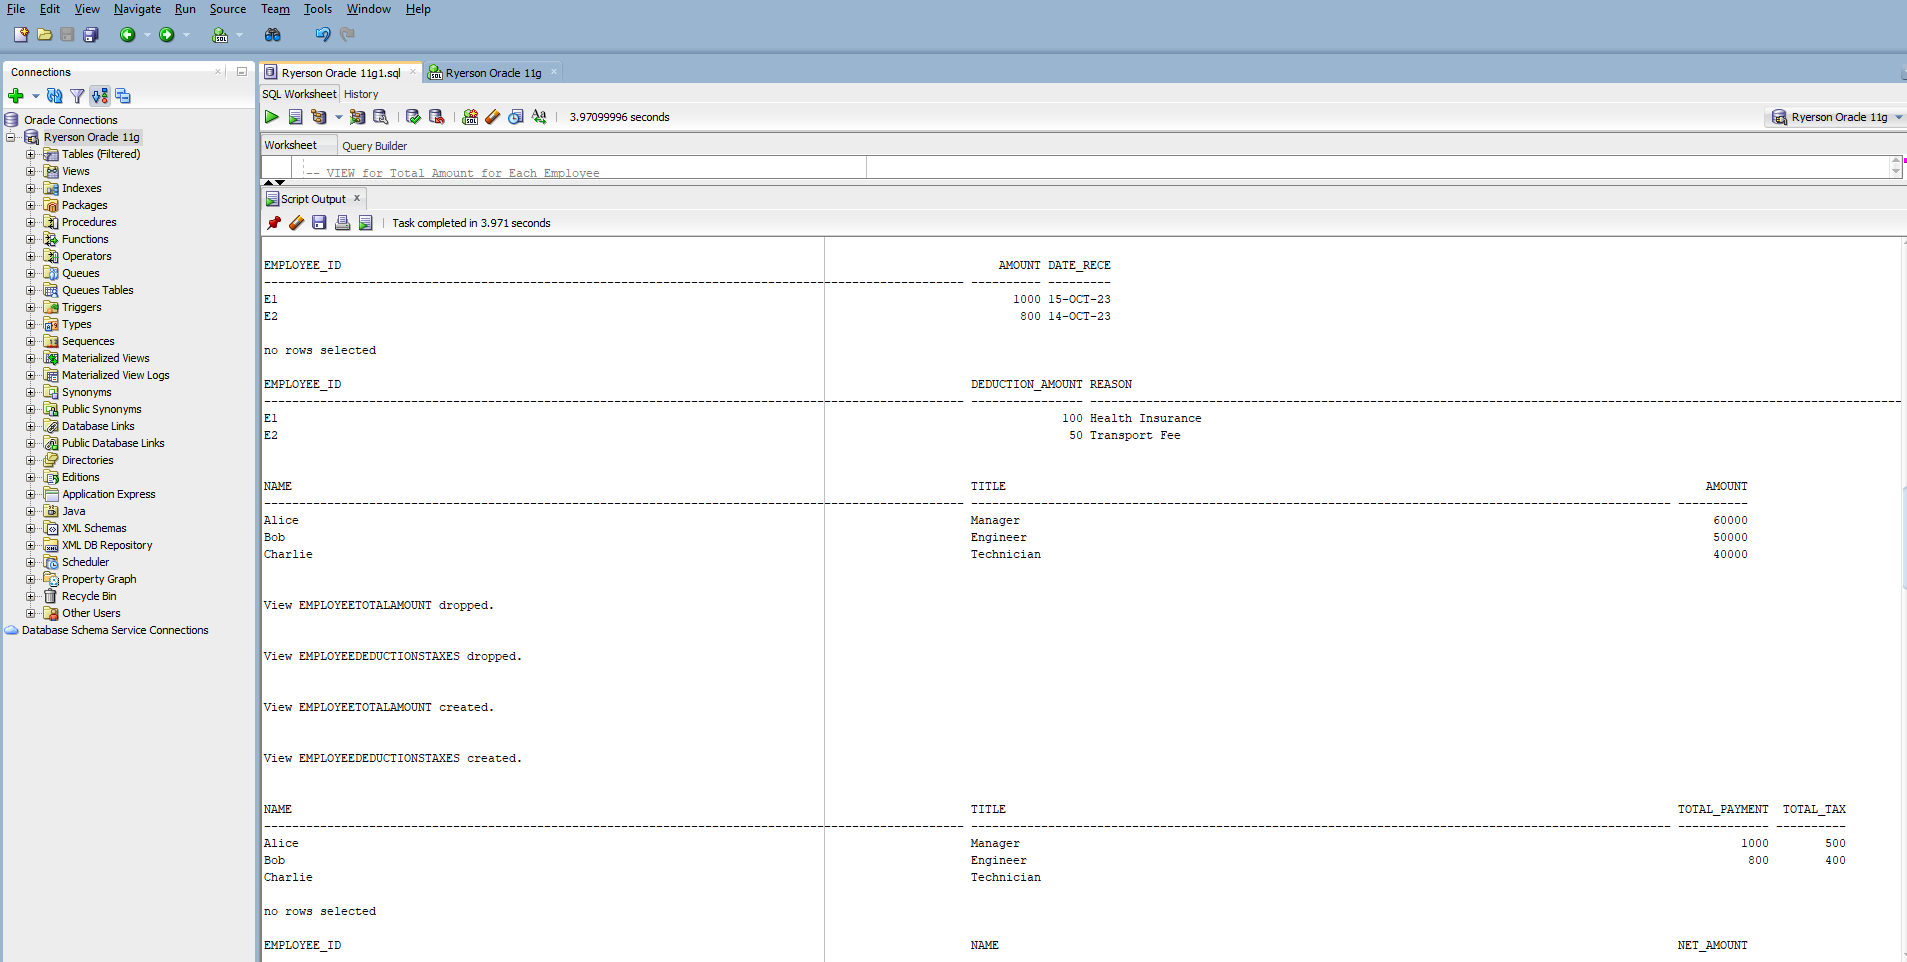 File Edit View Navigate Run Source Team Tools Window Help
Connections
Oracle Connections
Ryerson Oracle 11g
Tables (Filtered)
Views
Indexes
Packages
Procedures
Functions
Operators
Queues
Queues Tables
Triggers
Types
Sequences
Materialized Views
Materialized View Logs
Synonyms
Public Synonyms
Database Links
Public Database Links
Directories
Editions
Application Express
Java
XML Schemas
XML DB Repository
Scheduler
Property Graph
Recycle Bin
Other Users
Database Schema Service Connections
Ryerson Oracle 11g1.sql Ryerson Oracle 11g
SQL Worksheet History
3.97099996 seconds Ryerson Oracle 11g
Worksheet Query Builder
-- VIEW for Total Amount for Each Employee
Script Output
Task completed in 3.971 seconds
EMPLOYEE_ID AMOUNT DATE_RECE
E1 1000 15-OCT-23
E2 800 14-OCT-23
no rows selected
EMPLOYEE_ID DEDUCTION_AMOUNT REASON
E1 100 Health Insurance
E2 50 Transport Fee
NAME TITLE AMOUNT
Alice Manager 60000
Bob Engineer 50000
Charlie Technician 40000
View EMPLOYEETOTALAMOUNT dropped.
View EMPLOYEEDEDUCTIONSTAXES dropped.
View EMPLOYEETOTALAMOUNT created.
View EMPLOYEEDEDUCTIONSTAXES created.
NAME TITLE TOTAL_PAYMENT TOTAL_TAX
Alice Manager 1000 500
Bob Engineer 800 400
Charlie Technician
no rows selected
EMPLOYEE_ID NAME NET_AMOUNT